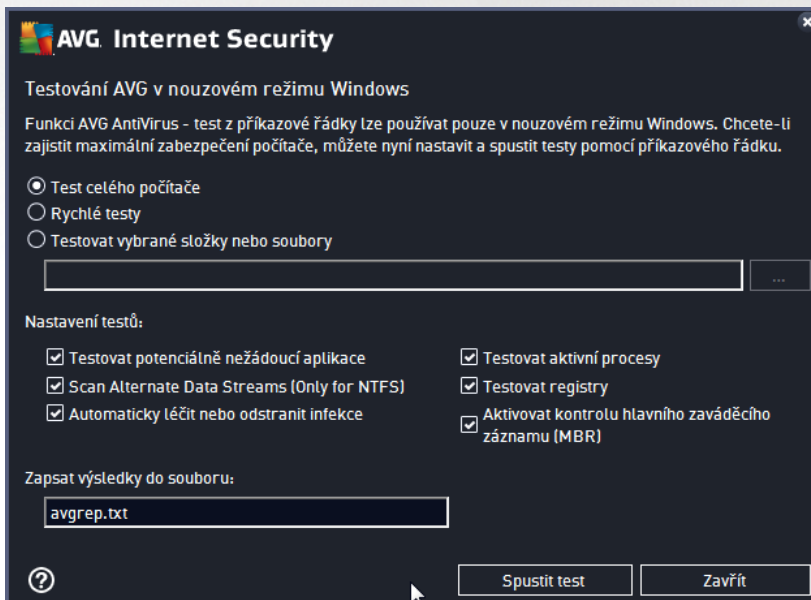 AVG Internet Security
Testování AVG v nouzovém režimu Windows
Funkci AVG AntiVirus - test z příkazové řádky lze používat pouze v nouzovém režimu Windows. Chcete-li
zajistit maximální zabezpečení počítače, můžete nyní nastavit a spustit testy pomocí příkazového řádku.
Test celého počítače
Rychlé testy
Testovat vybrané složky nebo soubory
...
Nastavení testů:
Testovat potenciálně nežádoucí aplikace
Testovat aktivní procesy
Scan Alternate Data Streams (Only for NTFS)
Testovat registry
Automaticky léčit nebo odstranit infekce
Aktivovat kontrolu hlavního zaváděcího
záznamu (MBR)
Zapsat výsledky do souboru:
avgrep.txt
?
Spustit test
Zavřít